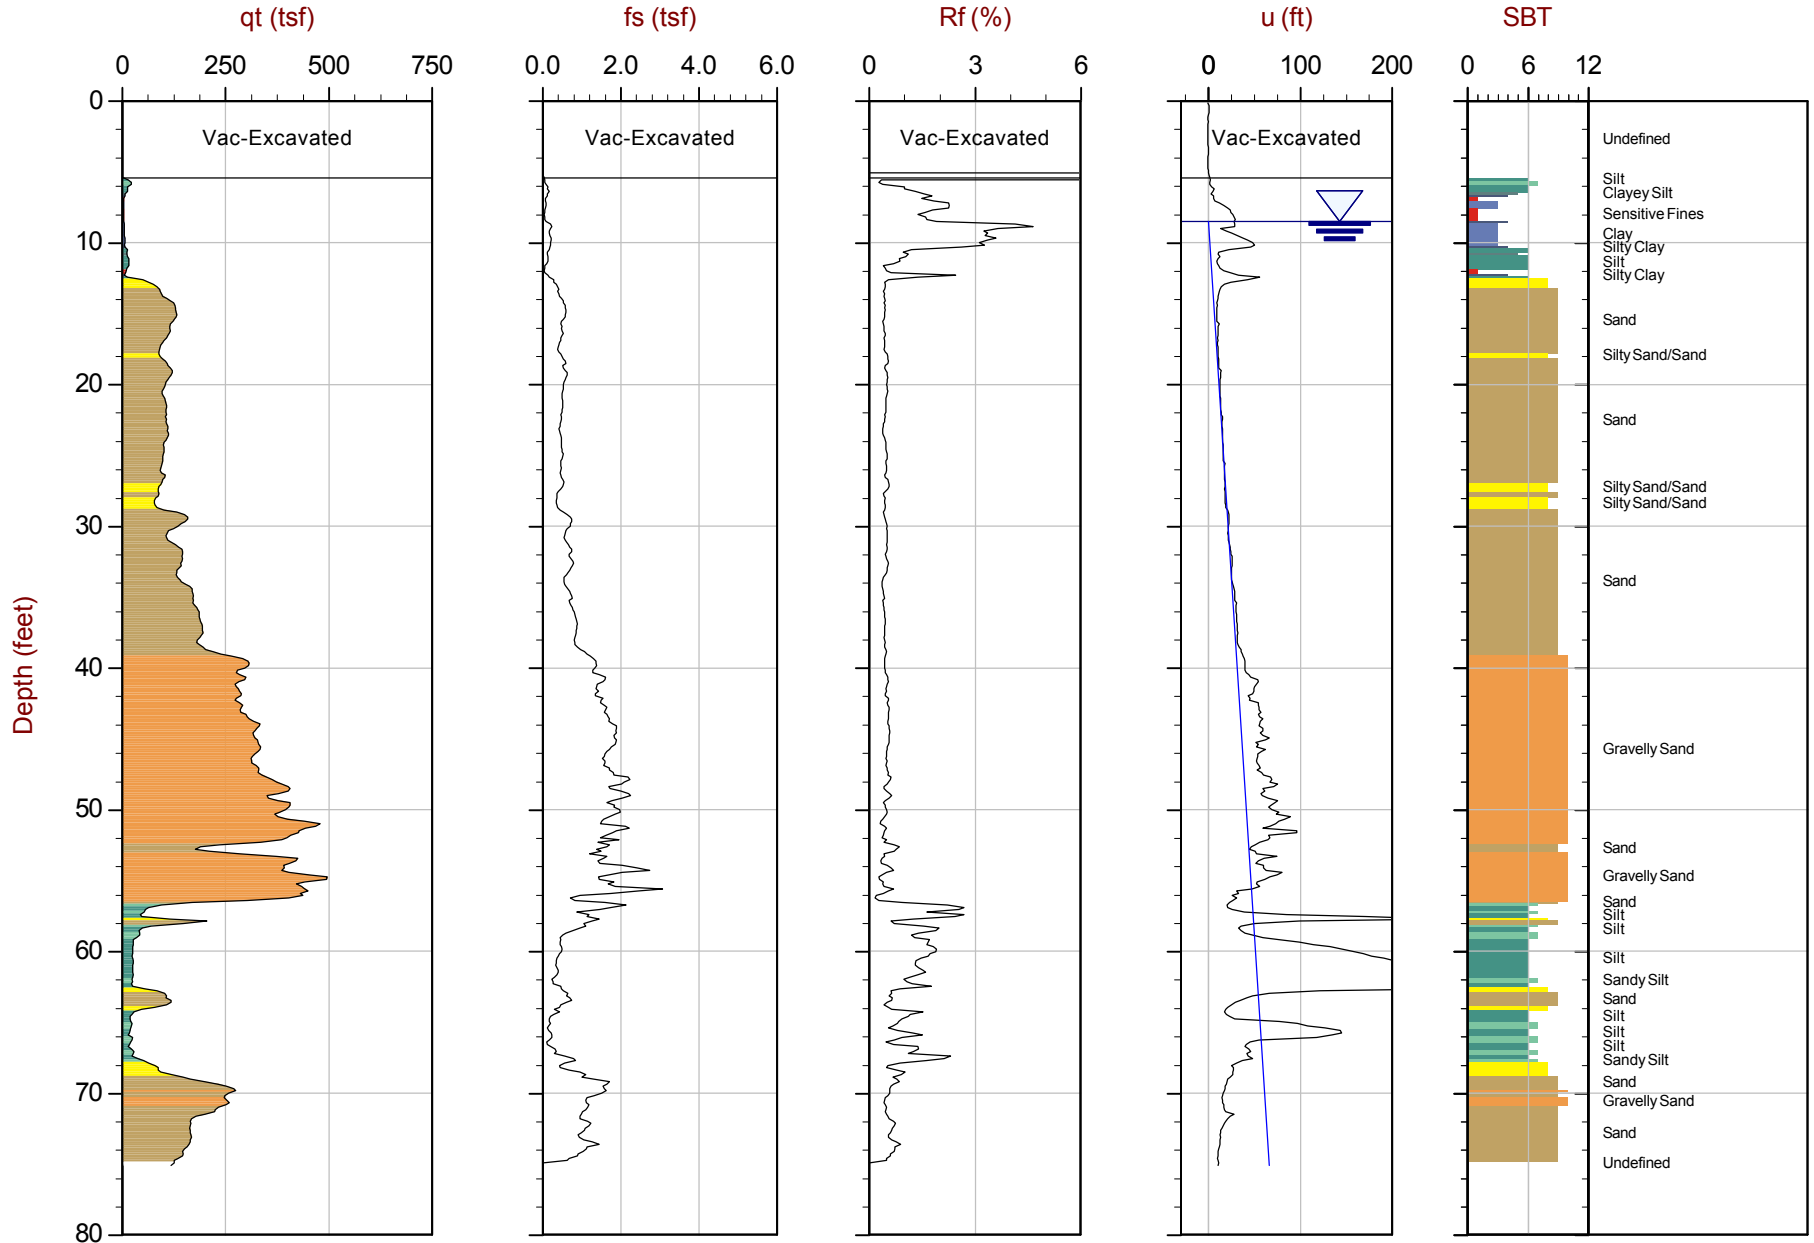 qt (tsf) fs (tsf) Rf (%) u (ft) SBT
0 250 500 750 0.0 2.0 4.0 6.0 0 3 6 0 100 200 0 6 12
0
Vac-Excavated Vac-Excavated Vac-Excavated Vac-Excavated
Undefined
Silt
Clayey Silt
Sensitive Fines
Clay
10
Silty Clay
Silt
Silty Clay
Sand
Silty Sand/Sand
20
Sand
Silty Sand/Sand
Silty Sand/Sand
30
Sand
Depth (feet)
40
Gravelly Sand
50
Sand
Gravelly Sand
Sand
Silt
Silt
60
Silt
Sandy Silt
Sand
Silt
Silt
Silt
Sandy Silt
Sand
70
Gravelly Sand
Sand
Undefined
80